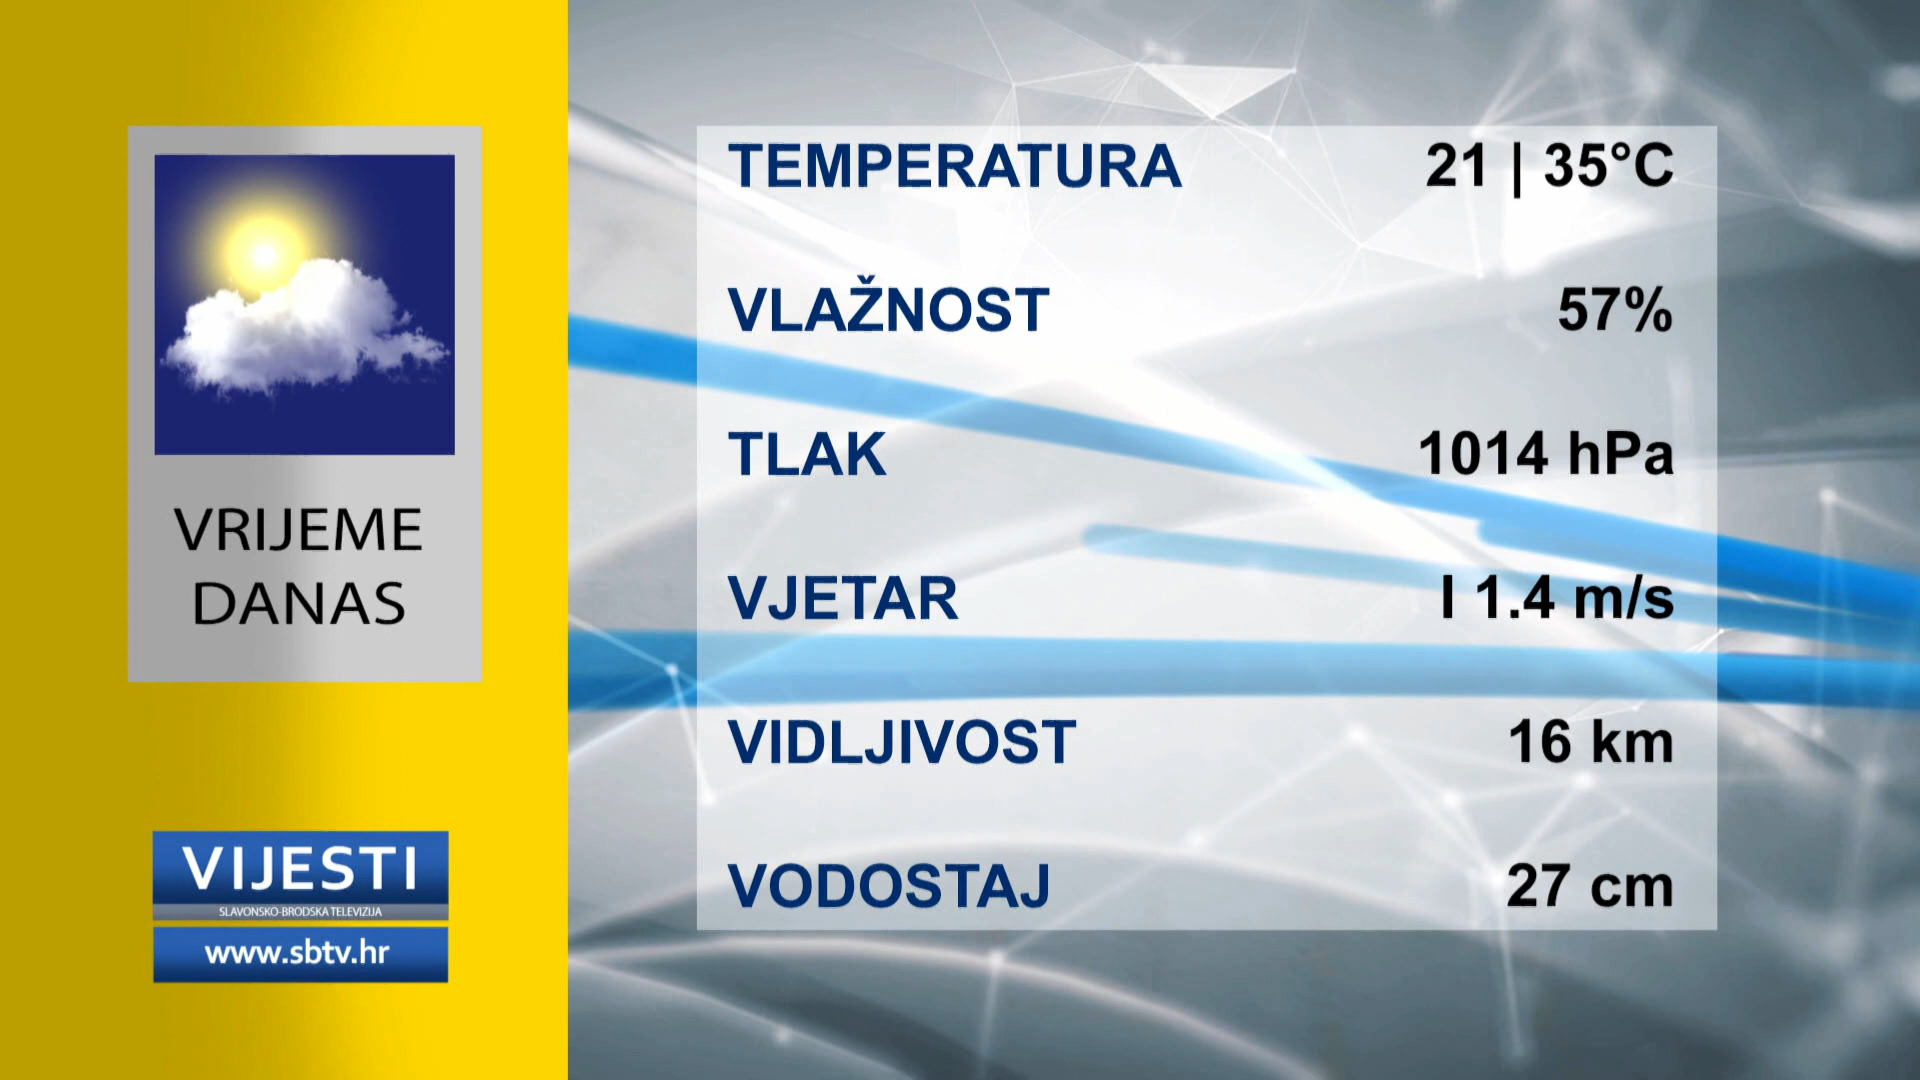 VRIJEME
DANAS
VIJESTI
SLAVONSKO-BRODSKA TELEVIZIJA
www.sbtv.hr
TEMPERATURA 21 | 35°C
VLAŽNOST 57%
TLAK 1014 hPa
VJETAR I 1.4 m/s
VIDLJIVOST 16 km
VODOSTAJ 27 cm